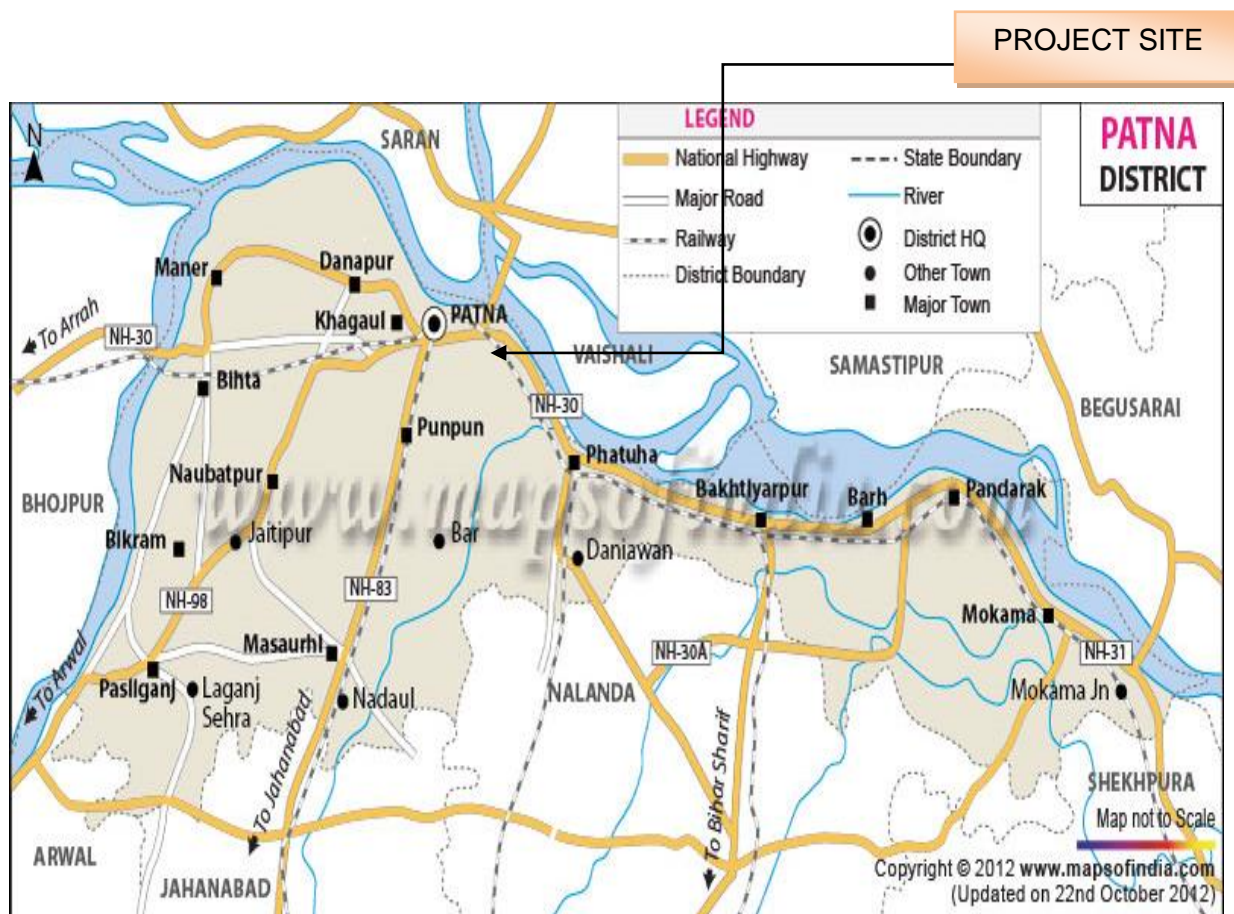 PROJECT SITE
LEGEND
National Highway
State Boundary
Major Road
River
Railway
District HQ
District Boundary
Other Town
Major Town
PATNA
DISTRICT
N
SARAN
Maner
Danapur
Khagaul
PATNA
To Arrah
NH-30
VAISHALI
SAMASTIPUR
BEGUSARAI
Bihta
NH-30
Punpun
Phatuha
Naubatpur
Bakhtiyarpur
Barh
Pandarak
BHOJPUR
www.mapsofindia.com
Bikram
Jaitipur
Bar
Daniawan
NH-98
NH-83
Mokama
Masaurhi
NH-30A
NH-31
To Arwal
Pasliganj
Laganj
Sehra
Nadaul
NALANDA
Mokama Jn
To Jahanabad
To Bihar Sharif
SHEKHPURA
Map not to Scale
ARWAL
JAHANABAD
Copyright © 2012 www.mapsofindia.com
(Updated on 22nd October 2012)